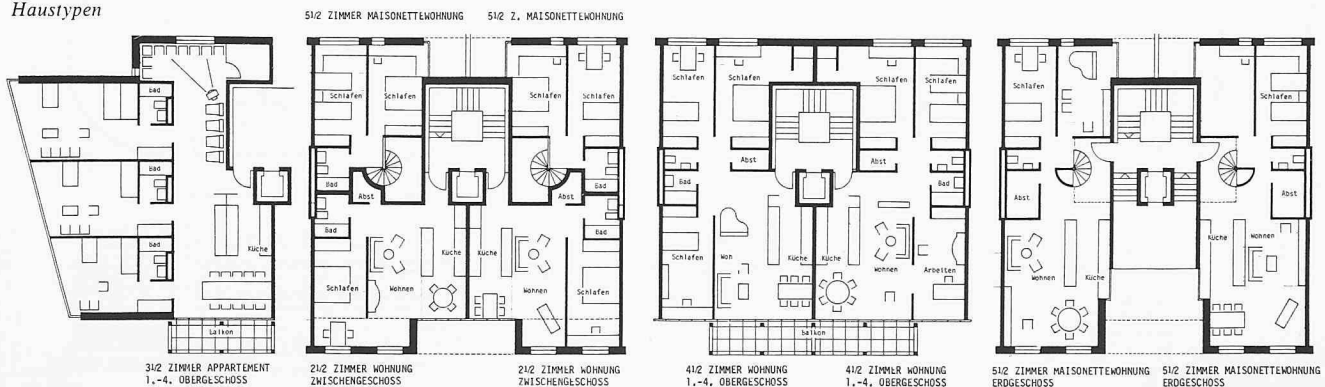 Haustypen
5½ ZIMMER MAISONETTEWOHNUNG
5½ Z. MAISONETTEWOHNUNG
Bad
Bad
Bad
Küche
Balkon
3½ ZIMMER APPARTEMENT
1.-4. OBERGESCHOSS
Schlafen
Schlafen
Schlafen
Schlafen
Bad
Bad
Abst
Abst
Bad
Bad
Küche
Küche
Wohnen
Wohnen
Schlafen
Schlafen
2½ ZIMMER WOHNUNG
ZWISCHENGESCHOSS
2½ ZIMMER WOHNUNG
ZWISCHENGESCHOSS
Schlafen
Schlafen
Schlafen
Schlafen
Abst
Abst
Bad
Bad
Schlafen
Woh
Küche
Küche
Wohnen
Arbeiten
Balkon
4½ ZIMMER WOHNUNG
1.-4. OBERGESCHOSS
4½ ZIMMER WOHNUNG
1.-4. OBERGESCHOSS
Schlafen
Schlafen
Abst
Abst
Wohnen
Küche
Küche
Wohnen
5½ ZIMMER MAISONETTEWOHNUNG
ERDGESCHOSS
5½ ZIMMER MAISONETTEWOHNUNG
ERDGESCHOSS